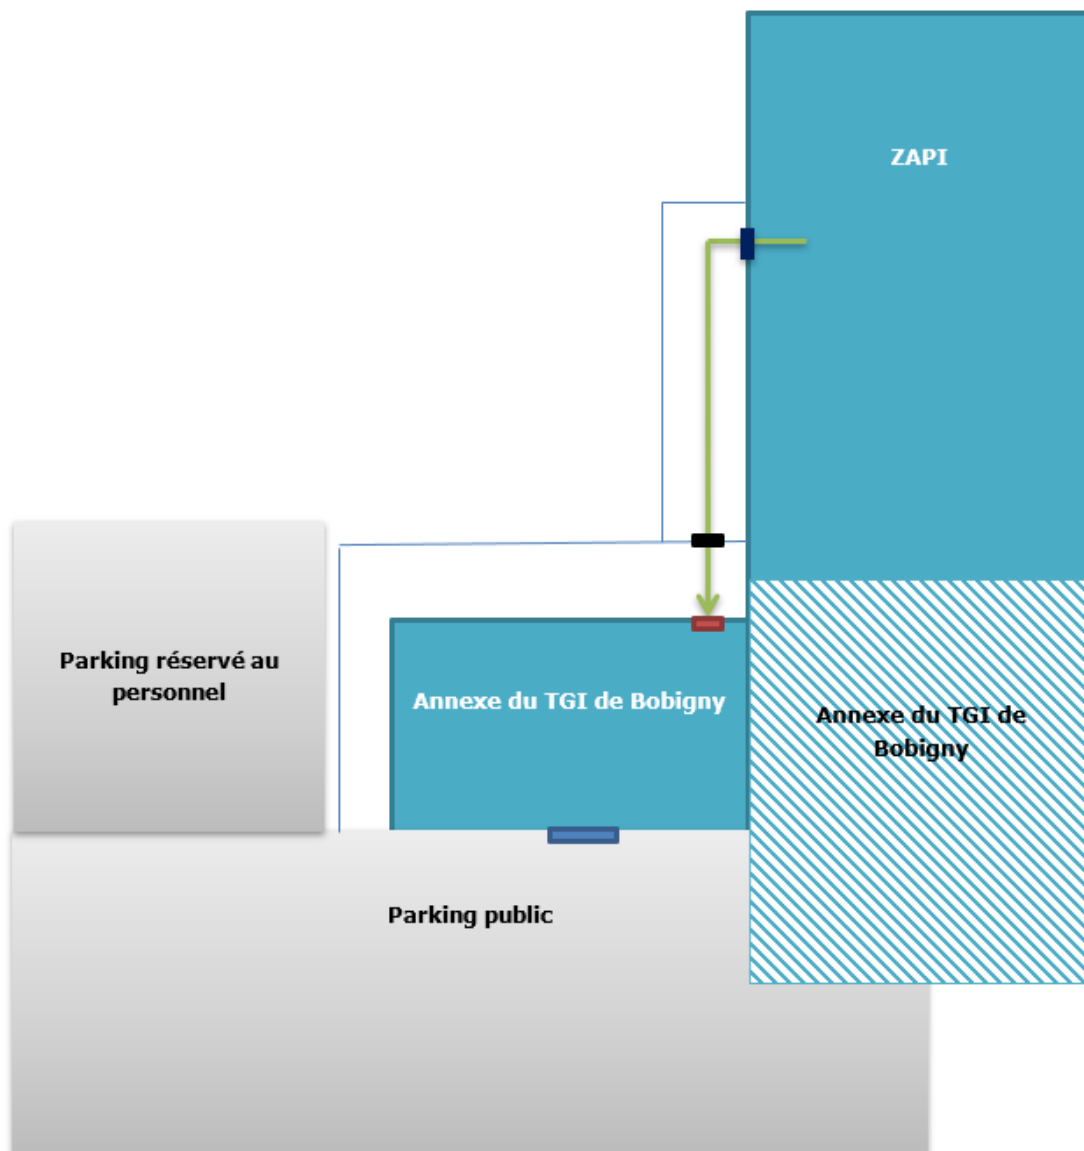 ZAPI
Parking réservé au
personnel
Annexe du TGI de Bobigny
Annexe du TGI de
Bobigny
Parking public